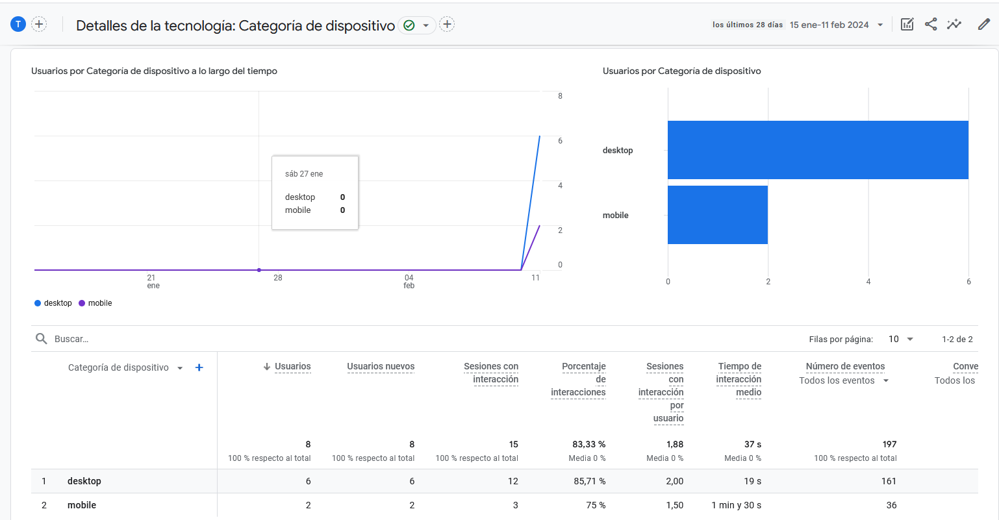 T
Detalles de la tecnología: Categoría de dispositivo
los últimos 28 días 15 ene-11 feb 2024
Usuarios por Categoría de dispositivo a lo largo del tiempo
8
6
4
2
0
sáb 27 ene
desktop 0
mobile 0
21
ene
28
04
feb
11
desktop mobile
Usuarios por Categoría de dispositivo
desktop
mobile
0 2 4 6
Buscar...
Filas por página: 10 1-2 de 2
Categoría de dispositivo
Usuarios
Usuarios nuevos
Sesiones con
interacción
Porcentaje
de
interacciones
Sesiones
con
interacción
por
usuario
Tiempo de
interacción
medio
Número de eventos
Todos los eventos
Conve
Todos los
8 8 15 83,33 % 1,88 37 s 197
100 % respecto al total 100 % respecto al total 100 % respecto al total Media 0 % Media 0 % Media 0 % 100 % respecto al total
1 desktop 6 6 12 85,71 % 2,00 19 s 161
2 mobile 2 2 3 75 % 1,50 1 min y 30 s 36